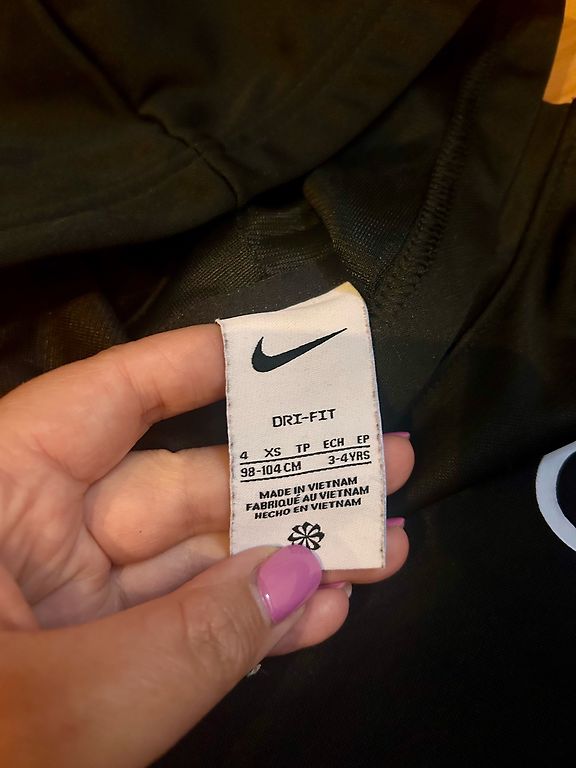 DRI-FIT
4 XS TP ECH EP
98-104 CM 3-4YRS
MADE IN VIETNAM
FABRIQUÉ AU VIETNAM
HECHO EN VIETNAM